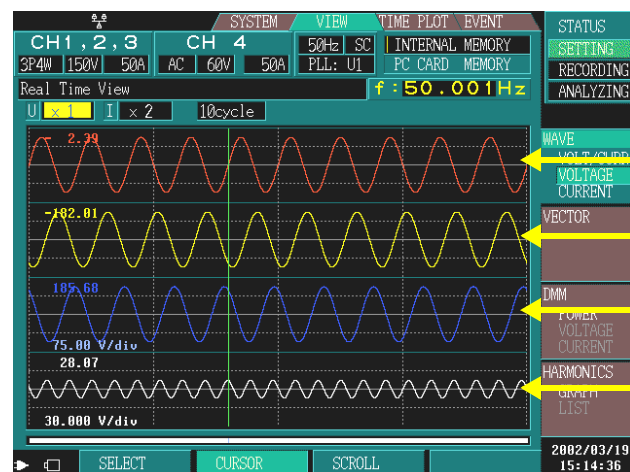 SYSTEM VIEW TIME PLOT EVENT
CH1,2,3 CH 4 50Hz SC INTERNAL MEMORY
3P4W 150V 50A AC 60V 50A PLL: U1 PC CARD MEMORY
Real Time View f:50.001Hz
U x 1 I x 2 10cycle
- 2.39
-182.01
185.68
75.00 V/div
28.07
30.000 V/div
SELECT CURSOR SCROLL
STATUS
SETTING
RECORDING
ANALYZING
WAVE
VOLT/CURR
VOLTAGE
CURRENT
VECTOR
DMM
POWER
VOLTAGE
CURRENT
HARMONICS
GRAPH
LIST
2002/03/19
15:14:36